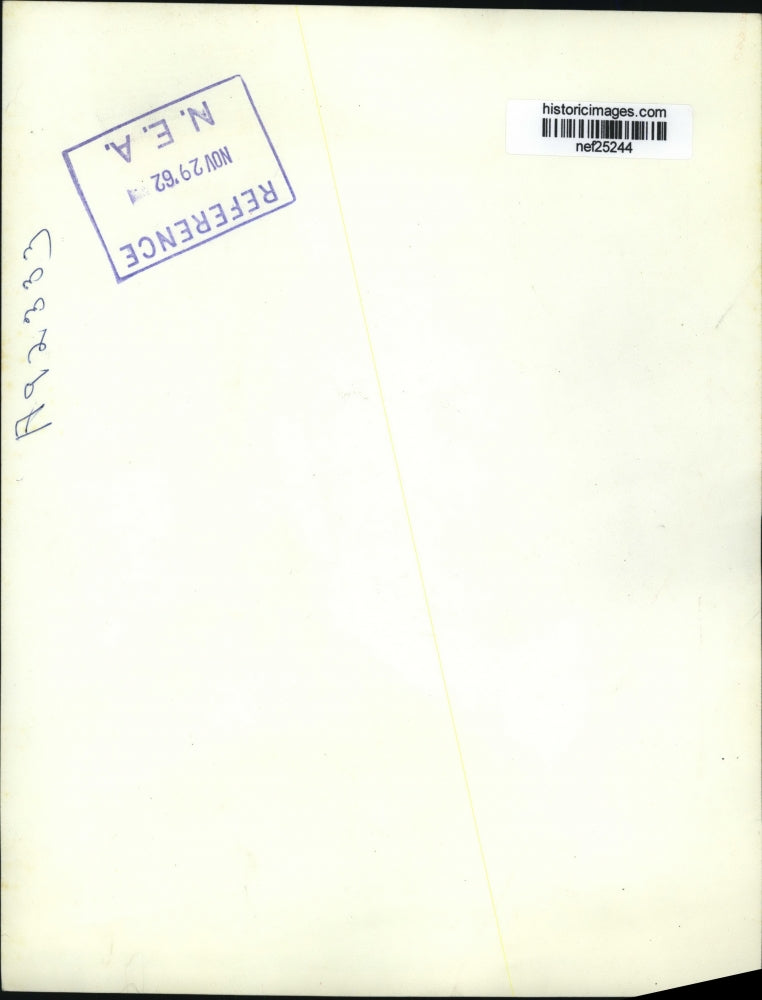 historicimages.com
nef25244
REFERENCE
NOV 29 '62
N.E.A.